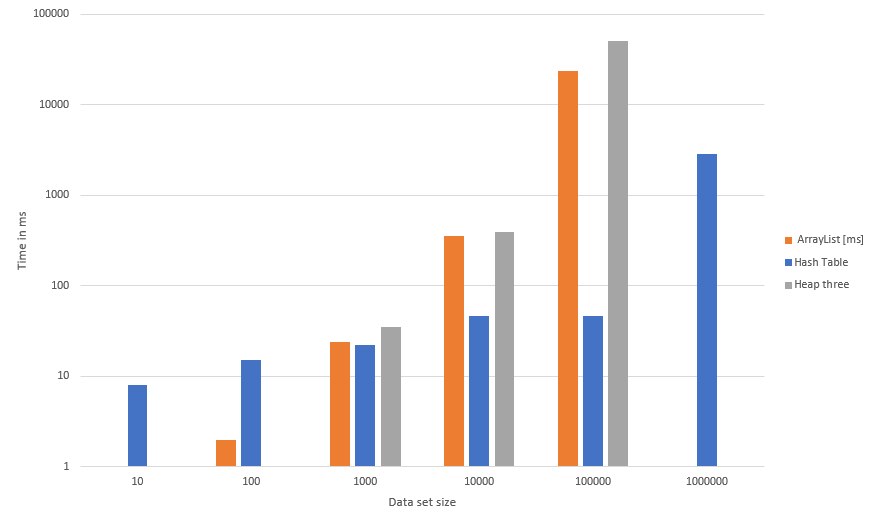 100000
10000
1000
100
10
1
Time in ms
10 100 1000 10000 100000 1000000
Data set size
ArrayList [ms]
Hash Table
Heap three